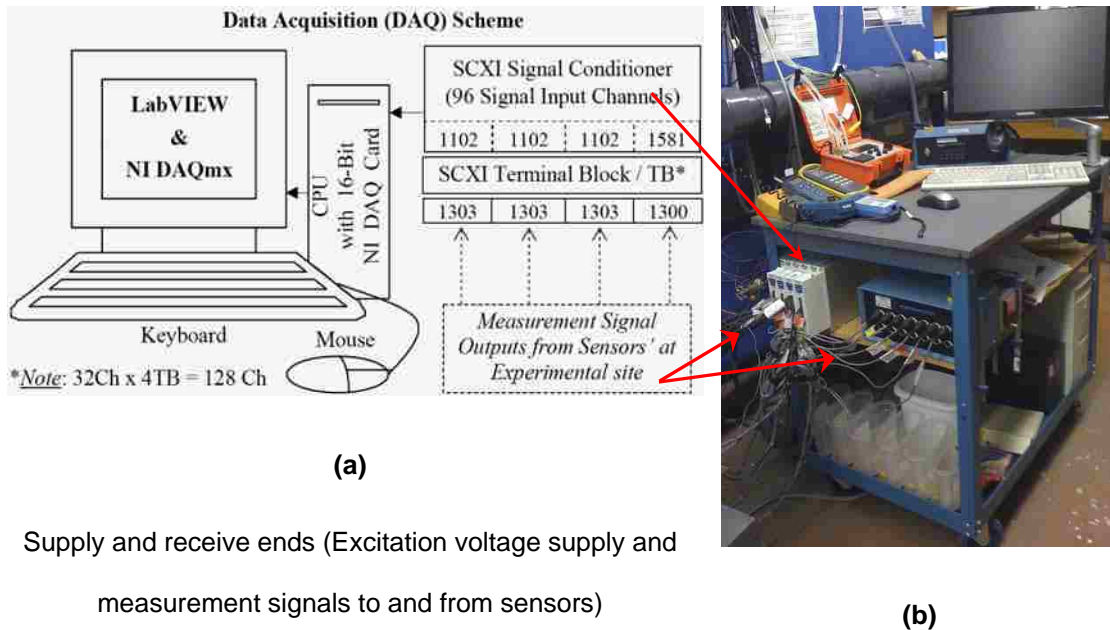 Data Acquisition (DAQ) Scheme
LabVIEW
&
NI DAQmx
CPU
with 16-Bit
NI DAQ Card
SCXI Signal Conditioner
(96 Signal Input Channels)
1102 1102 1102 1581
SCXI Terminal Block / TB*
1303 1303 1303 1300
Measurement Signal
Outputs from Sensors’ at
Experimental site
Keyboard
Mouse
*Note: 32Ch x 4TB = 128 Ch
(a)
Supply and receive ends (Excitation voltage supply and
measurement signals to and from sensors)
(b)